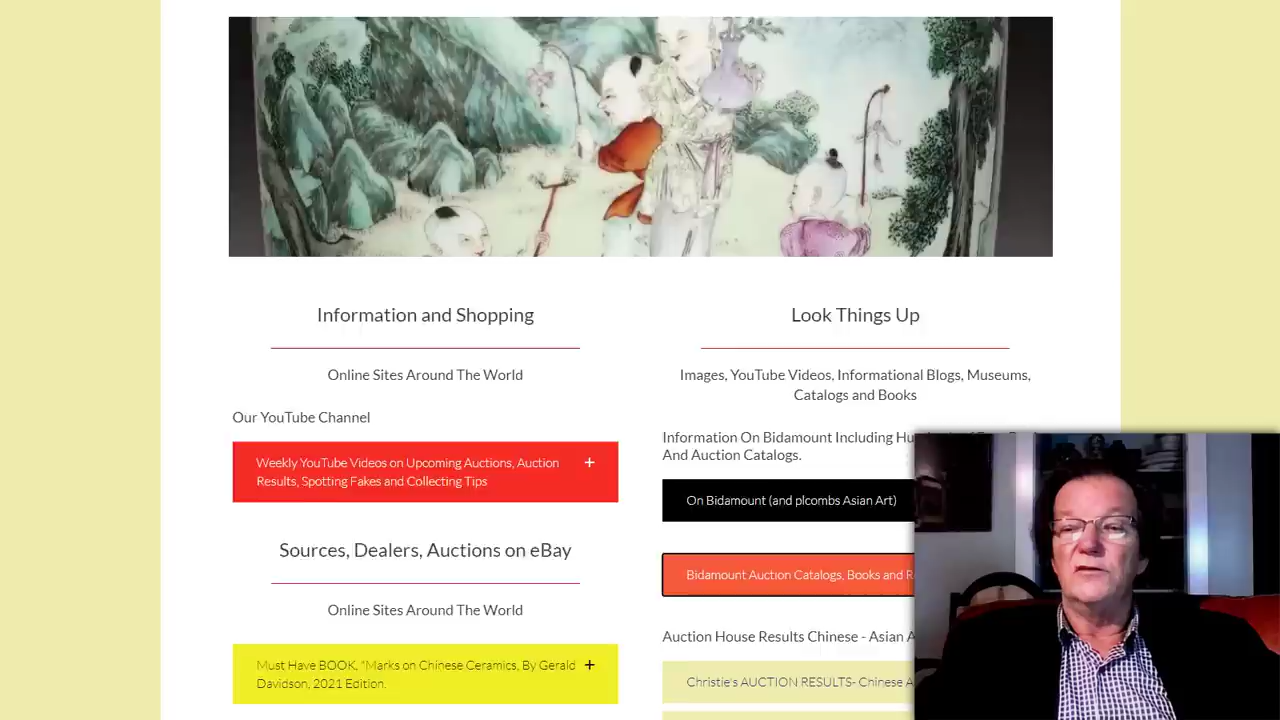 Information and Shopping
Online Sites Around The World
Our YouTube Channel
Weekly YouTube Videos on Upcoming Auctions, Auction
Results, Spotting Fakes and Collecting Tips
+
Sources, Dealers, Auctions on eBay
Online Sites Around The World
Must Have BOOK, "Marks on Chinese Ceramics, By Gerald
Davidson, 2021 Edition.
+
Look Things Up
Images, YouTube Videos, Informational Blogs, Museums,
Catalogs and Books
Information On Bidamount Including
And Auction Catalogs.
On Bidamount (and plcombs Asian Art)
Bidamount Auction Catalogs, Books and
Auction House Results Chinese - Asian
Christie's AUCTION RESULTS- Chinese